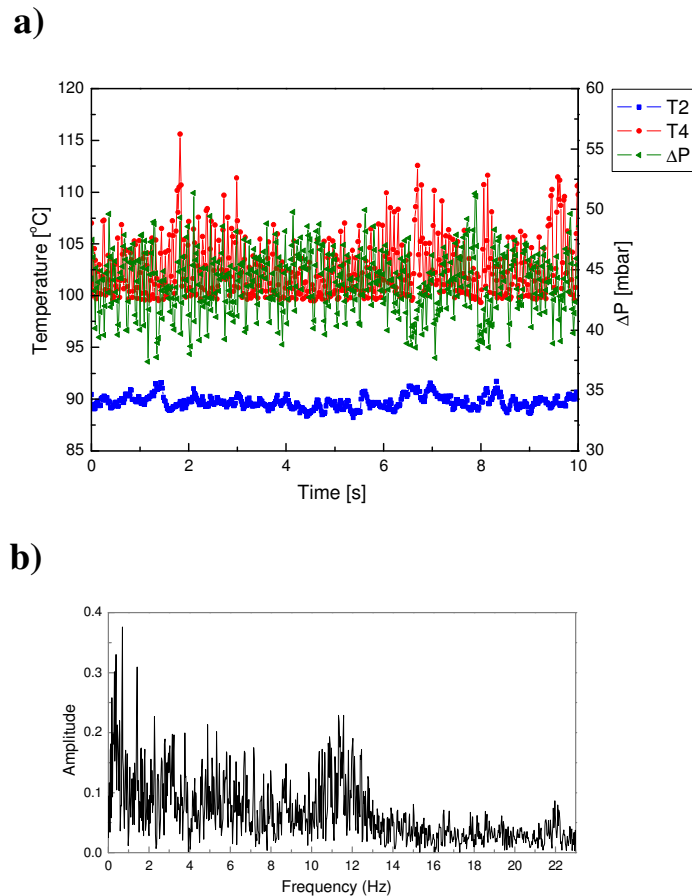 a)
120
115
110
105
100
95
90
85
Temperature [°C]
60
55
50
45
40
35
30
ΔP [mbar]
0 2 4 6 8 10
Time [s]
T2
T4
ΔP
b)
0.4
0.3
0.2
0.1
0.0
Amplitude
0 2 4 6 8 10 12 14 16 18 20 22
Frequency (Hz)